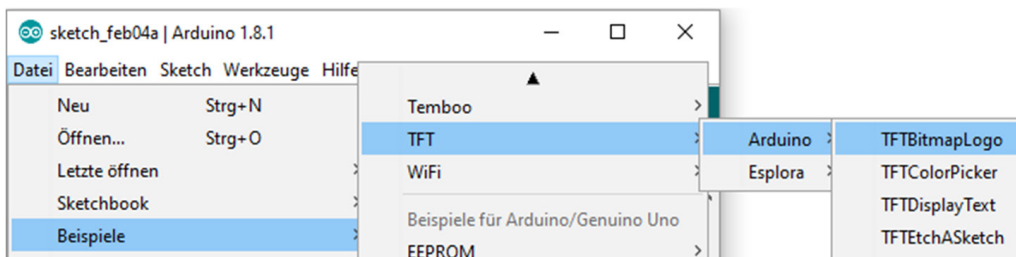 sketch_feb04a | Arduino 1.8.1
Datei Bearbeiten Sketch Werkzeuge Hilfe
Neu Strg+N
Öffnen... Strg+O
Letzte öffnen
Sketchbook
Beispiele
Temboo
TFT
WiFi
Beispiele für Arduino/Genuino Uno
EEPROM
Arduino
Esplora
TFTBitmapLogo
TFTColorPicker
TFTDisplayText
TFTEtchASketch